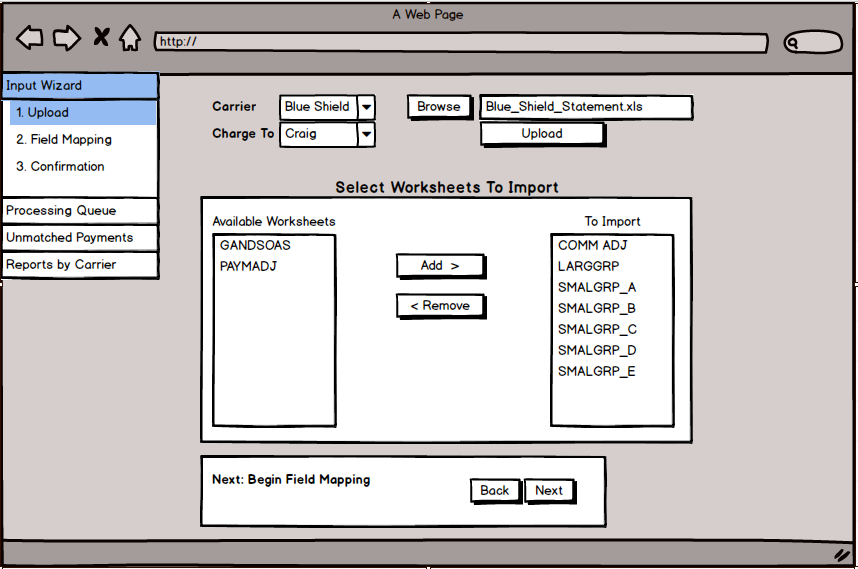 A Web Page
http://
Input Wizard
1. Upload
2. Field Mapping
3. Confirmation
Processing Queue
Unmatched Payments
Reports by Carrier
Carrier Blue Shield Browse Blue_Shield_Statement.xls
Charge To Craig Upload
Select Worksheets To Import
Available Worksheets
GANDSOAS
PAYMADJ
Add >
< Remove
To Import
COMM ADJ
LARGGRP
SMALGRP_A
SMALGRP_B
SMALGRP_C
SMALGRP_D
SMALGRP_E
Next: Begin Field Mapping
Back Next